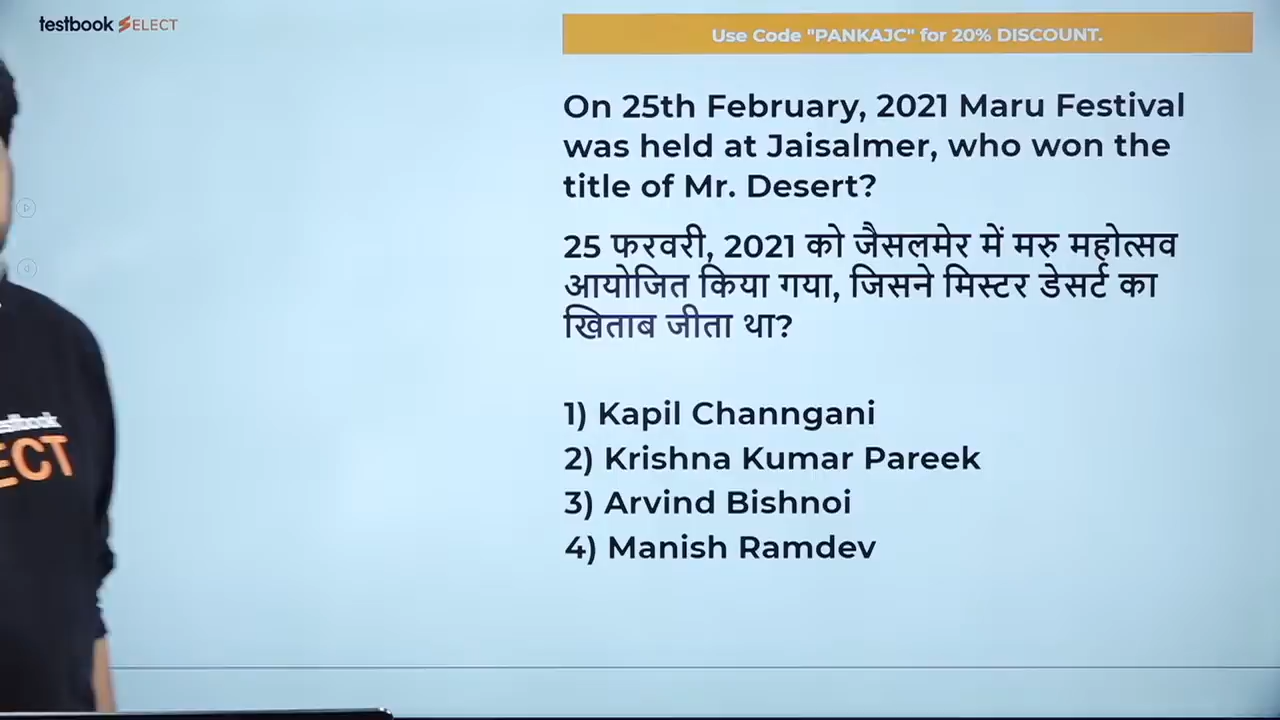 testbook SELECT
Use Code "PANKAJC" for 20% DISCOUNT.
On 25th February, 2021 Maru Festival
was held at Jaisalmer, who won the
title of Mr. Desert?
25 फरवरी, 2021 को जैसलमेर में मरु महोत्सव
आयोजित किया गया, जिसने मिस्टर डेसर्ट का
खिताब जीता था?
1) Kapil Channgani
2) Krishna Kumar Pareek
3) Arvind Bishnoi
4) Manish Ramdev
ECT